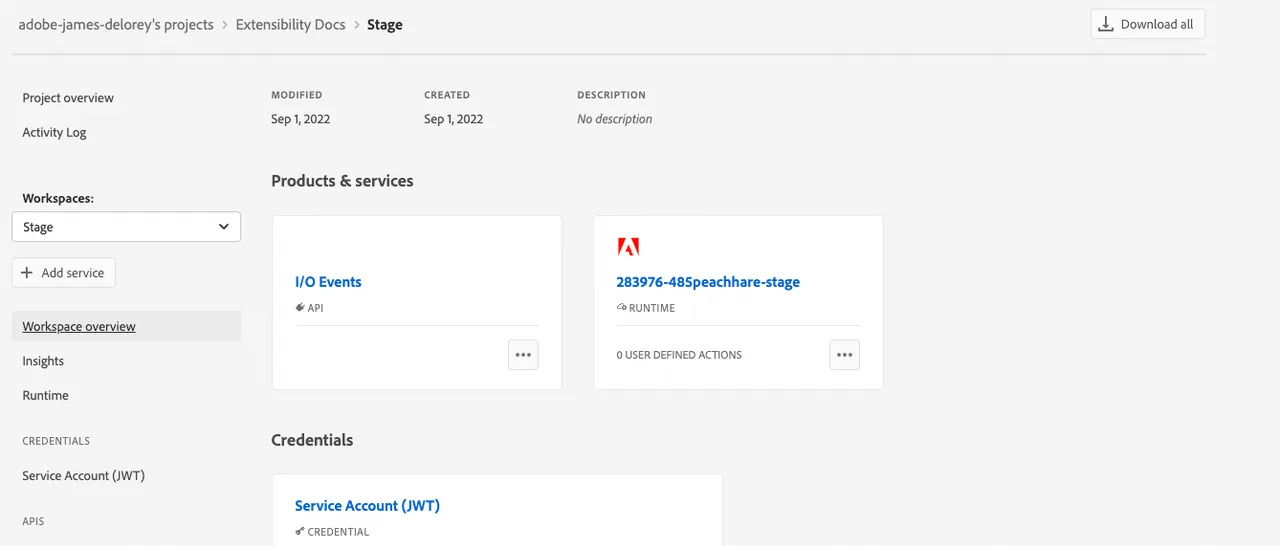 adobe-james-delorey's projects > Extensibility Docs > Stage
Download all
Project overview
Activity Log
Workspaces:
Stage
+ Add service
Workspace overview
Insights
Runtime
CREDENTIALS
Service Account (JWT)
APIS
MODIFIED CREATED DESCRIPTION
Sep 1, 2022 Sep 1, 2022 No description
Products & services
I/O Events
API
283976-485peachhare-stage
RUNTIME
0 USER DEFINED ACTIONS
Credentials
Service Account (JWT)
CREDENTIAL